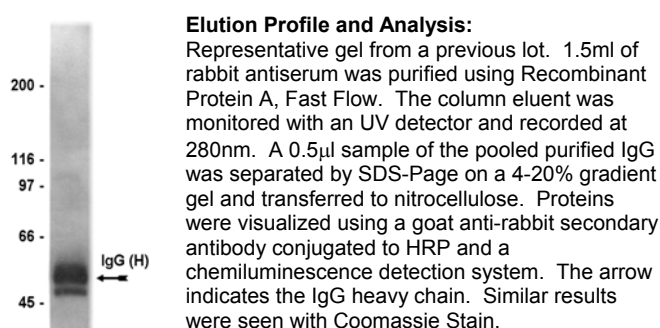 200 -
116 -
97 -
66 -
IgG (H)
45 -
Elution Profile and Analysis:
Representative gel from a previous lot. 1.5ml of
rabbit antiserum was purified using Recombinant
Protein A, Fast Flow. The column eluent was
monitored with an UV detector and recorded at
280nm. A 0.5µl sample of the pooled purified IgG
was separated by SDS-Page on a 4-20% gradient
gel and transferred to nitrocellulose. Proteins
were visualized using a goat anti-rabbit secondary
antibody conjugated to HRP and a
chemiluminescence detection system. The arrow
indicates the IgG heavy chain. Similar results
were seen with Coomassie Stain.